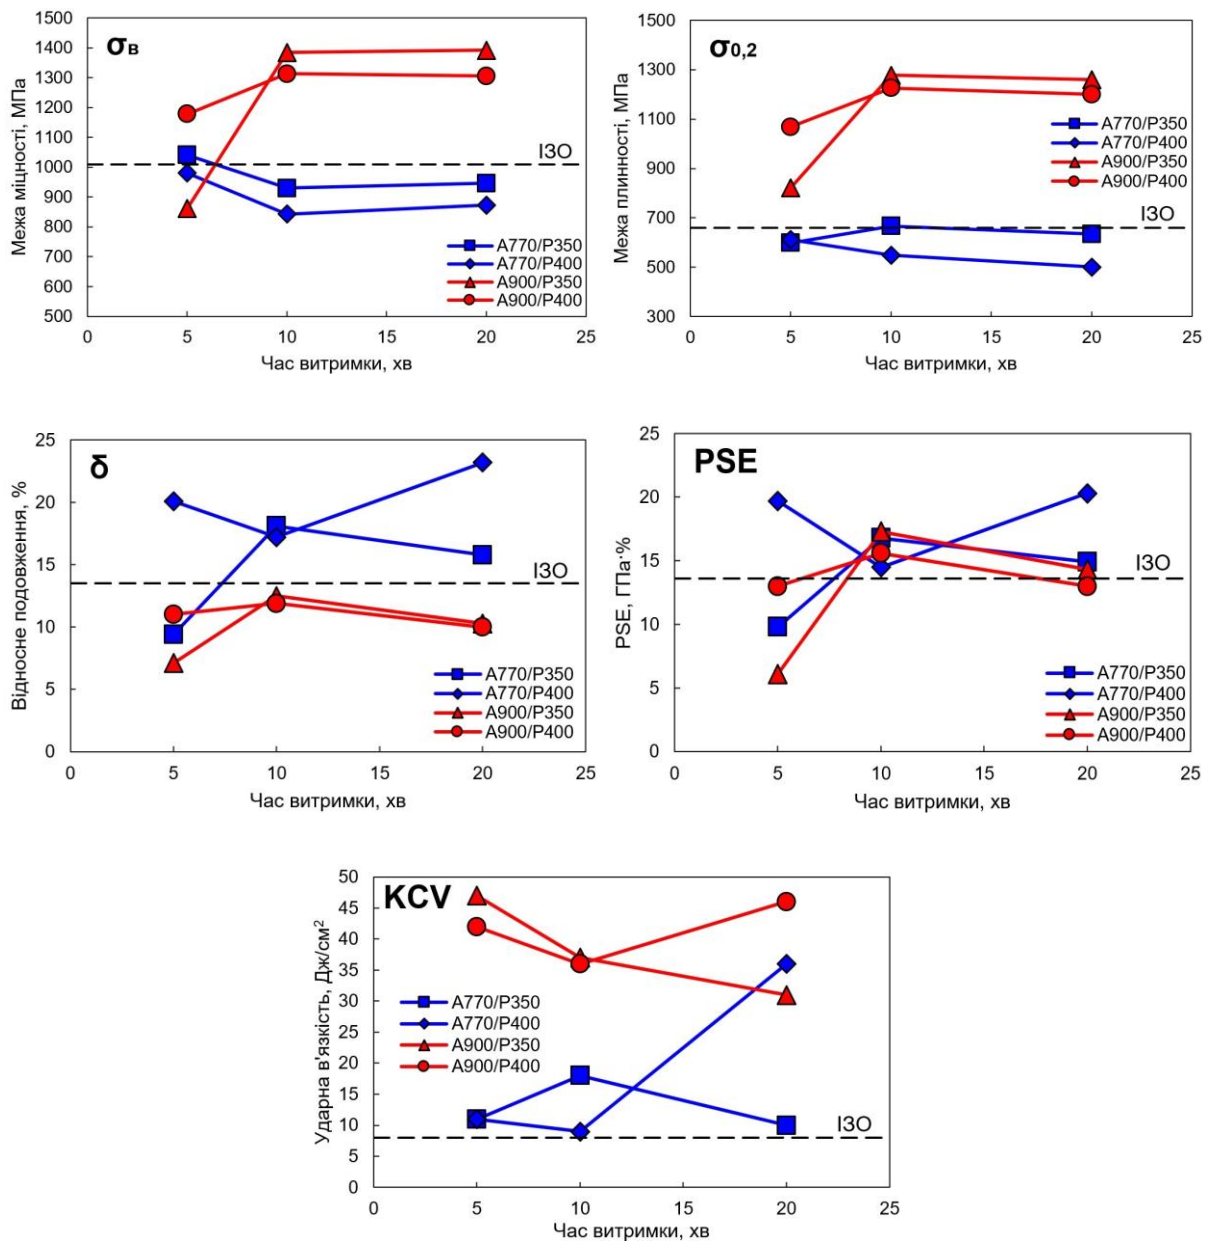 σв
Межа міцності, МПа
1500
1400
1300
1200
1100
1000
900
800
700
600
500
ІЗО
A770/P350
A770/P400
A900/P350
A900/P400
0 5 10 15 20 25
Час витримки, хв
σ0,2
Межа плинності, МПа
1500
1300
1100
900
700
500
300
A770/P350
A770/P400
A900/P350
A900/P400
ІЗО
0 5 10 15 20 25
Час витримки, хв
δ
Відносне подовження, %
25
20
15
10
5
0
ІЗО
A770/P350
A770/P400
A900/P350
A900/P400
0 5 10 15 20 25
Час витримки, хв
PSE
PSE, ГПа·%
25
20
15
10
5
0
ІЗО
A770/P350
A770/P400
A900/P350
A900/P400
0 5 10 15 20 25
Час витримки, хв
KCV
Ударна в'язкість, Дж/см²
50
45
40
35
30
25
20
15
10
5
0
A770/P350
A770/P400
A900/P350
A900/P400
ІЗО
0 5 10 15 20 25
Час витримки, хв